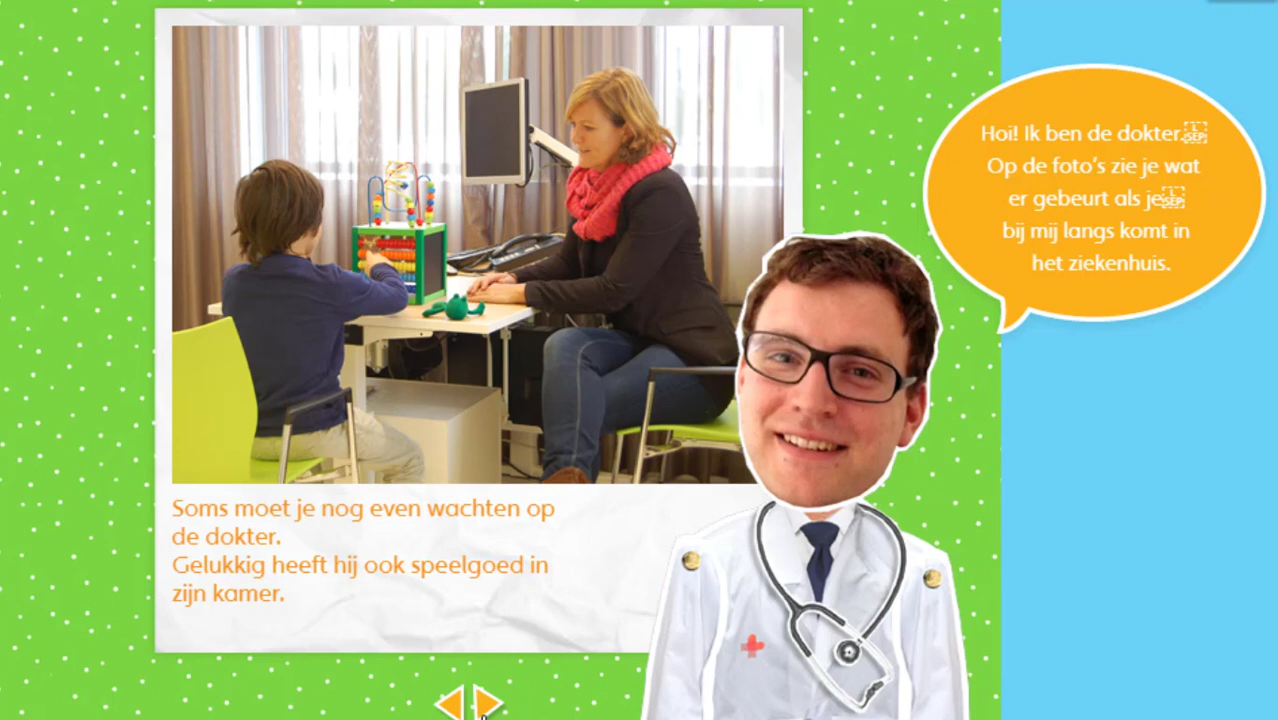 Hoi! Ik ben de dokter.
Op de foto's zie je wat
er gebeurt als je
bij mij langs komt in
het ziekenhuis.
Soms moet je nog even wachten op
de dokter.
Gelukkig heeft hij ook speelgoed in
zijn kamer.